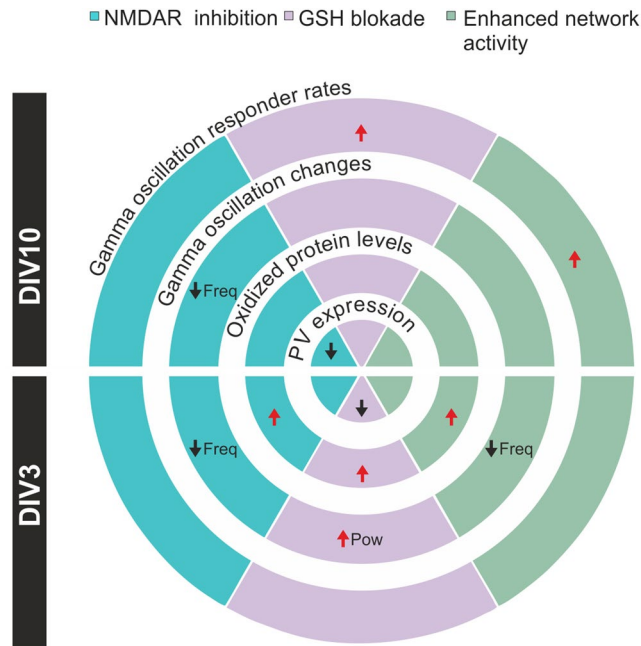 NMDAR inhibition
GSH blokade
Enhanced network
activity
DIV10
Gamma oscillation responder rates
Gamma oscillation changes
Oxidized protein levels
PV expression
↑
↑
↓Freq
↓
DIV3
↑
↓
↑
↓Freq
↑
↓Freq
↑Pow